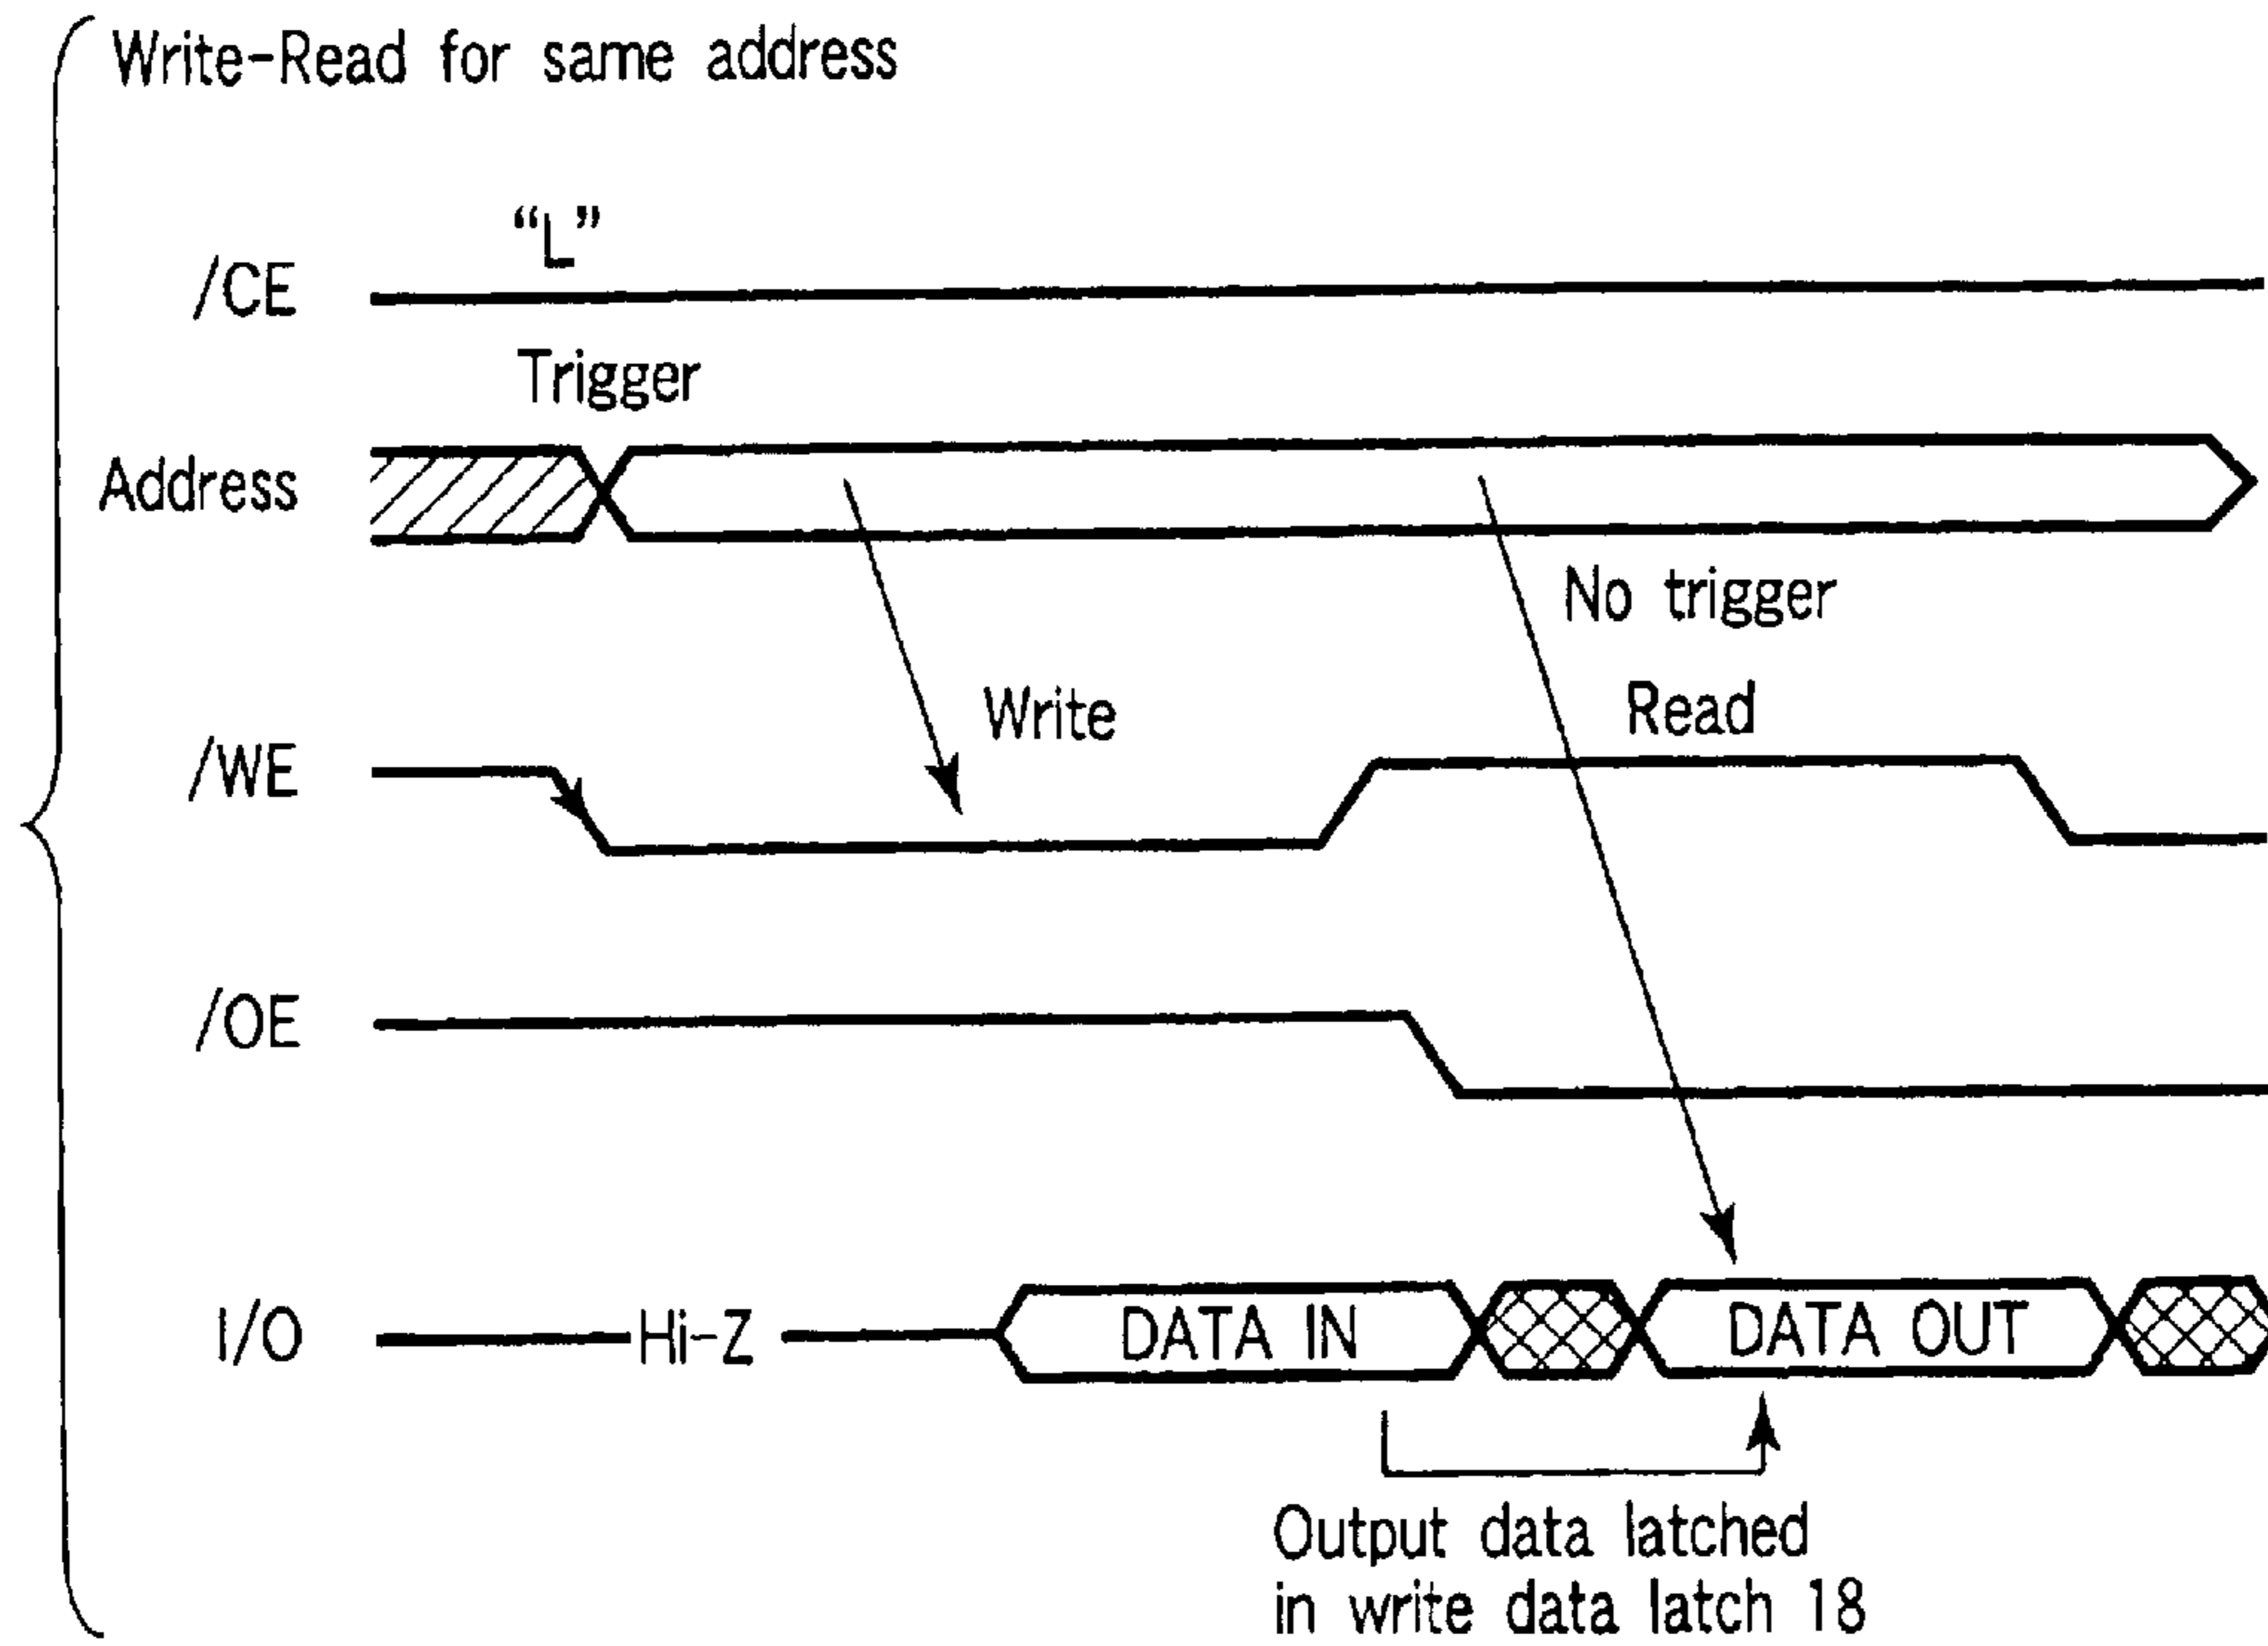 Write-Read for same address
“L”
/CE
Trigger
Address
No trigger
Write
Read
/WE
/OE
I/O
Hi-Z
DATA IN
DATA OUT
Output data latched
in write data latch 18